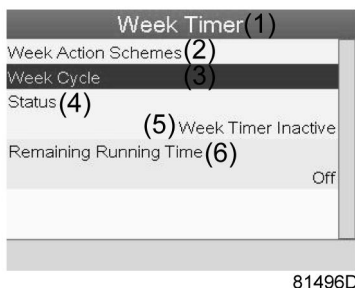 Week Timer(1)
Week Action Schemes(2)
Week Cycle (3)
Status(4)
(5)Week Timer Inactive
Remaining Running Time(6)
Off
81496D